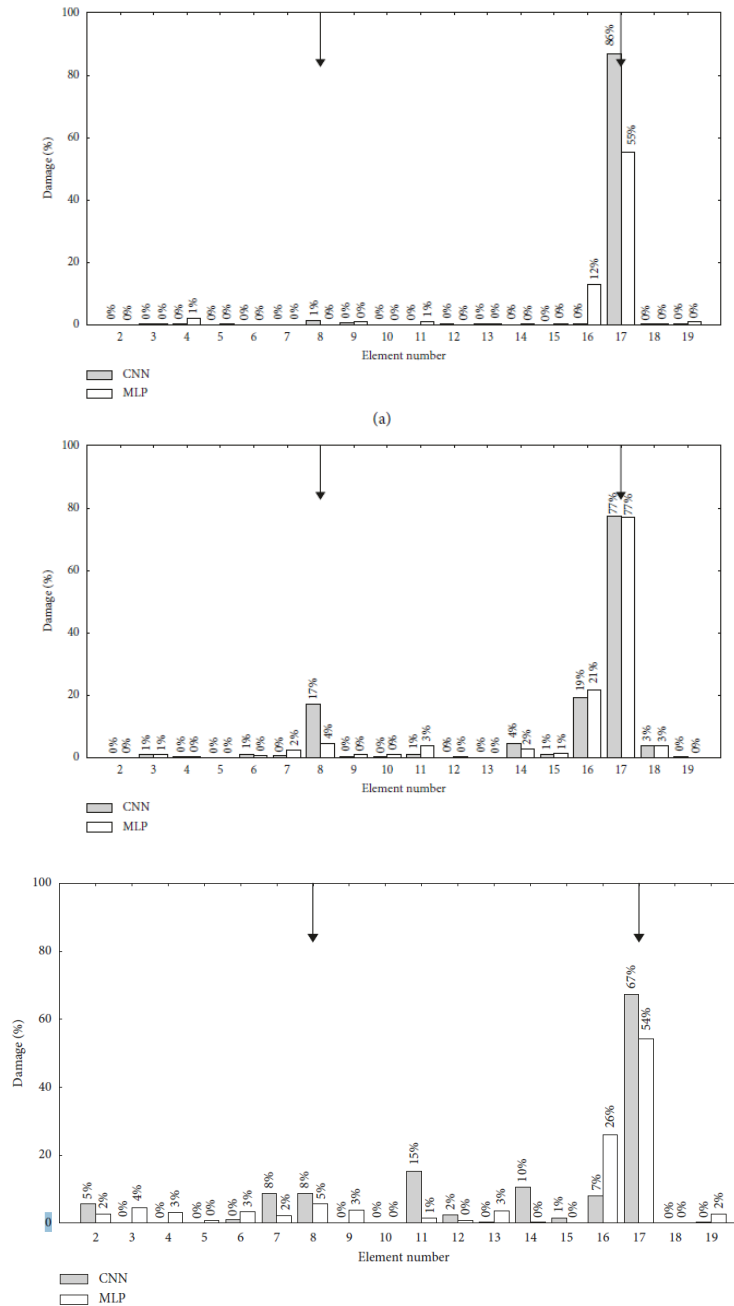 100
80
60
40
20
0
Damage (%)
0% 0% 0% 0% 0% 1% 0% 0% 0% 0% 0% 0% 1% 0% 0% 0% 0% 0% 0% 1% 0% 0% 0% 0% 0% 0% 0% 0% 0% 12% 86% 55% 0% 0% 0% 0%
2 3 4 5 6 7 8 9 10 11 12 13 14 15 16 17 18 19
Element number
CNN
MLP
(a)
100
80
60
40
20
0
Damage (%)
0% 0% 1% 1% 0% 0% 0% 0% 1% 0% 0% 2% 17% 4% 0% 0% 0% 0% 1% 3% 0% 0% 0% 0% 4% 2% 1% 1% 19% 21% 77% 77% 3% 3% 0% 0%
2 3 4 5 6 7 8 9 10 11 12 13 14 15 16 17 18 19
Element number
CNN
MLP
100
80
60
40
20
0
Damage (%)
5% 2% 0% 4% 0% 3% 0% 0% 0% 3% 8% 2% 8% 5% 0% 3% 0% 0% 15% 1% 2% 0% 0% 3% 10% 0% 1% 0% 7% 26% 67% 54% 0% 0% 0% 2%
2 3 4 5 6 7 8 9 10 11 12 13 14 15 16 17 18 19
Element number
CNN
MLP